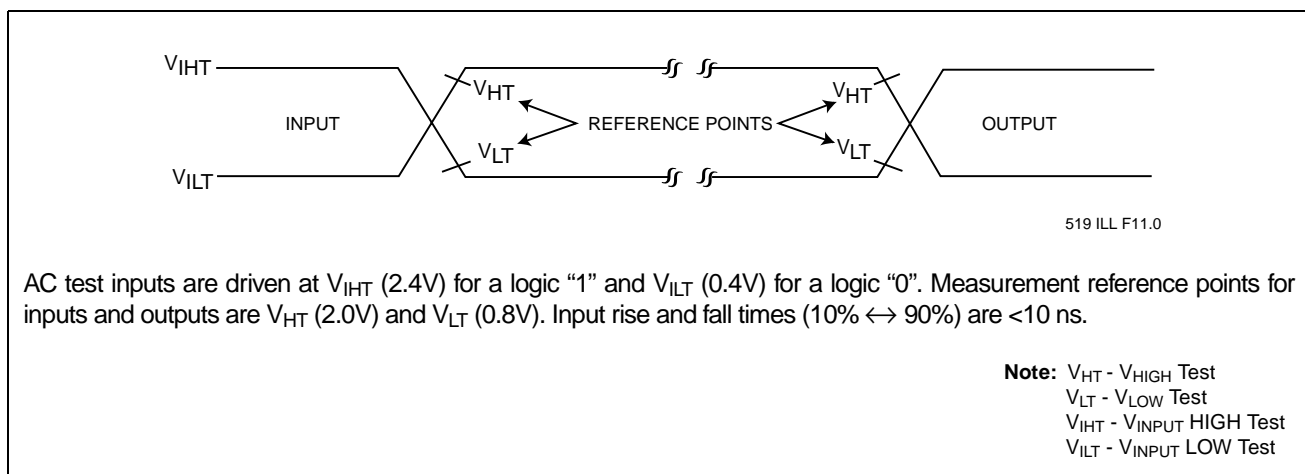 VIHT
VHT
VHT
INPUT
REFERENCE POINTS
OUTPUT
VLT
VLT
VILT
519 ILL F11.0
AC test inputs are driven at VIHT (2.4V) for a logic “1” and VILT (0.4V) for a logic “0”. Measurement reference points for
inputs and outputs are VHT (2.0V) and VLT (0.8V). Input rise and fall times (10% ↔ 90%) are <10 ns.
Note: VHT - VHIGH Test
VLT - VLOW Test
VIHT - VINPUT HIGH Test
VILT - VINPUT LOW Test